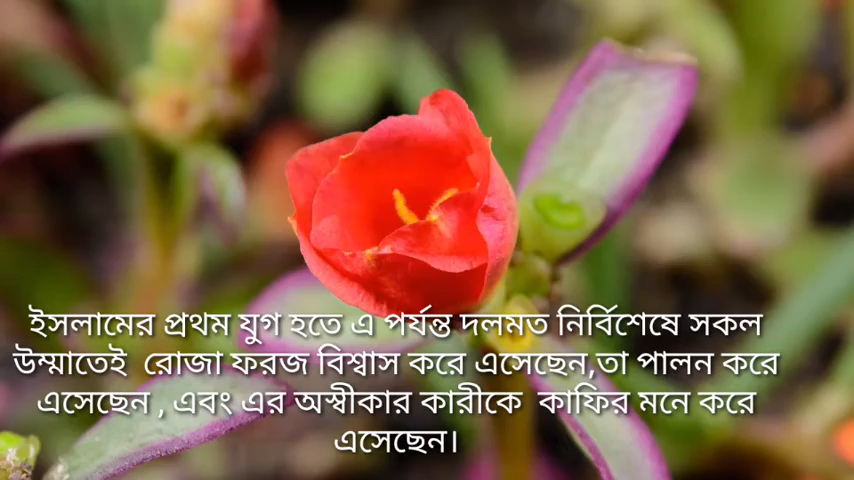 ইসলামের প্রথম যুগ হতে এ পর্যন্ত দলমত নির্বিশেষে সকল
উম্মাতেই রোজা ফরজ বিশ্বাস করে এসেছেন,তা পালন করে
এসেছেন , এবং এর অস্বীকার কারীকে কাফির মনে করে
এসেছেন।